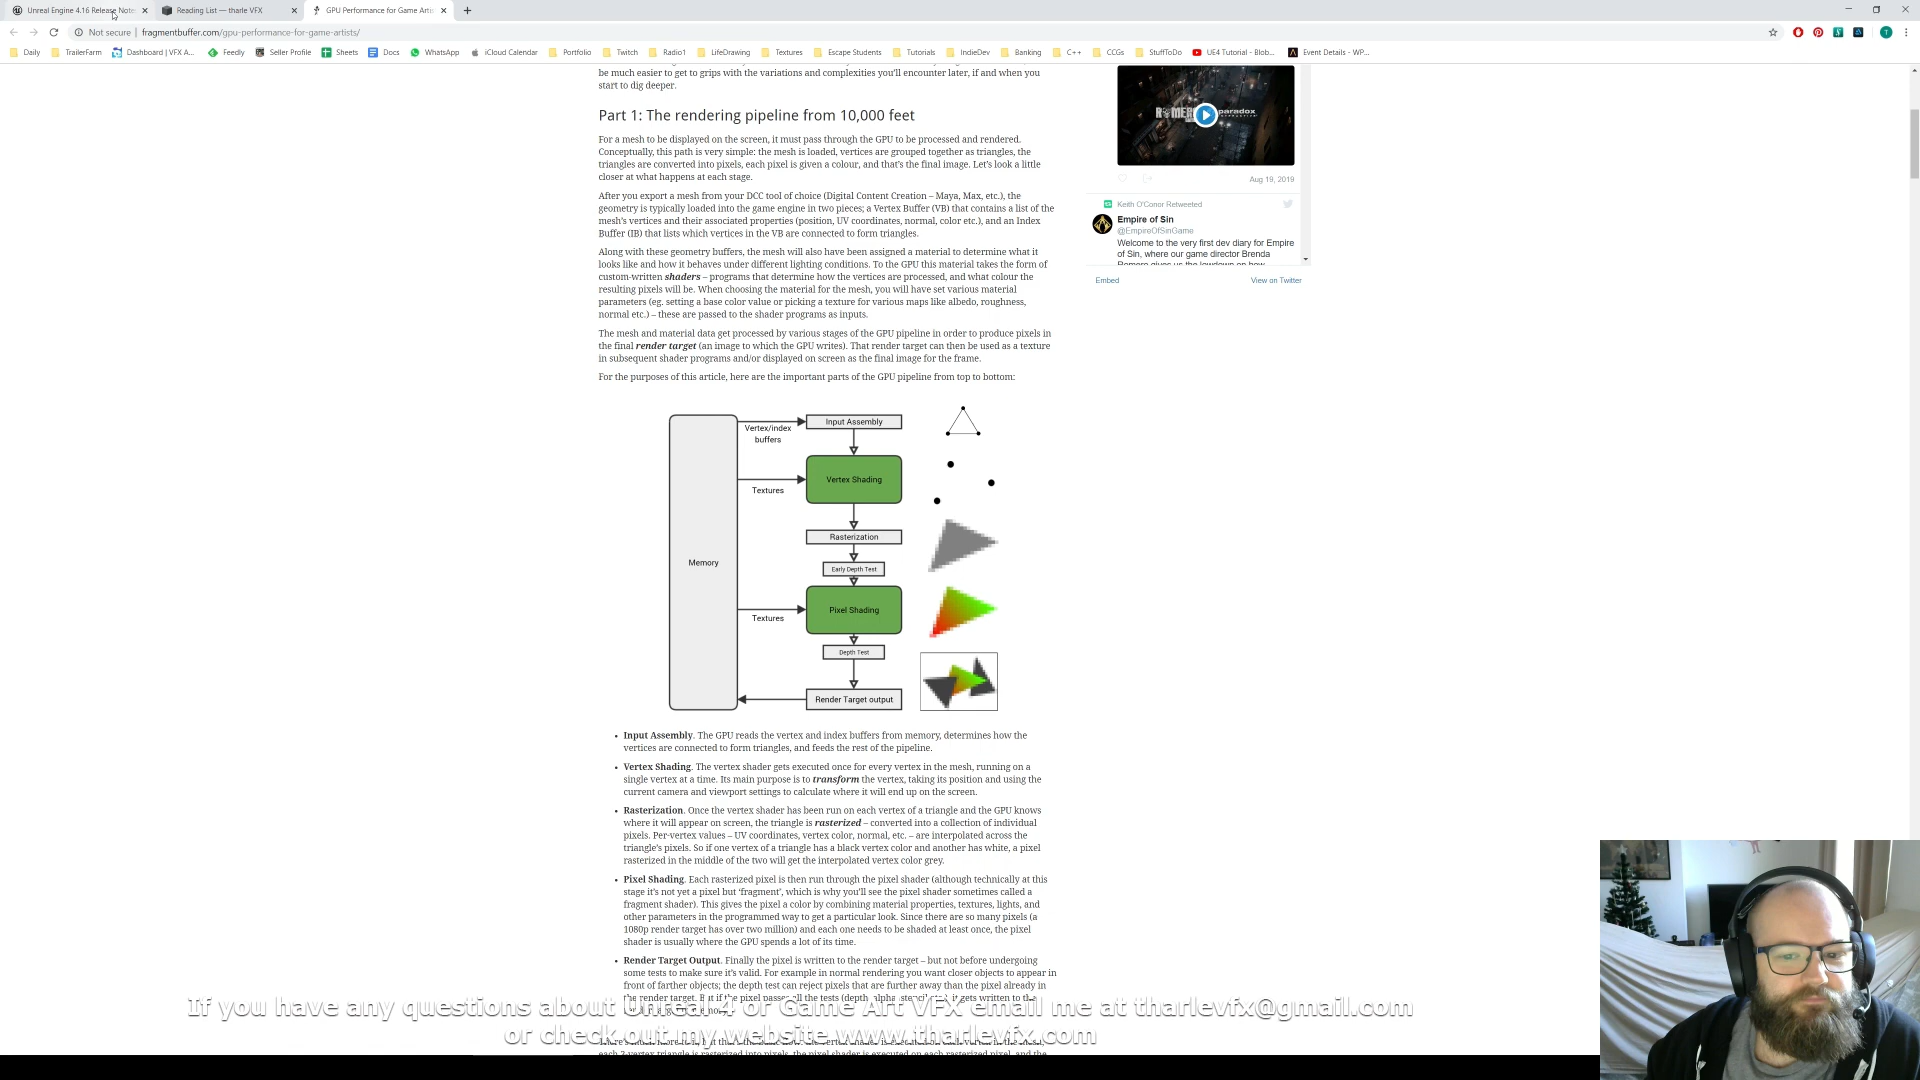 Unreal Engine 4.16 Release Note
Reading List — tharle VFX
GPU Performance for Game Arti
Not secure | fragmentbuffer.com/gpu-performance-for-game-artists/
Daily
TrailerFarm
Dashboard | VFX A...
Feedly
Seller Profile
Sheets
Docs
WhatsApp
iCloud Calendar
Portfolio
Twitch
Radio1
LifeDrawing
Textures
Escape Students
Tutorials
IndieDev
Banking
C++
CCGs
StuffToDo
UE4 Tutorial - Blob...
Event Details - WP...
be much easier to get to grips with the variations and complexities you'll encounter later, if and when you
start to dig deeper.
Part 1: The rendering pipeline from 10,000 feet
For a mesh to be displayed on the screen, it must pass through the GPU to be processed and rendered.
Conceptually, this path is very simple: the mesh is loaded, vertices are grouped together as triangles, the
triangles are converted into pixels, each pixel is given a colour, and that's the final image. Let's look a little
closer at what happens at each stage.
After you export a mesh from your DCC tool of choice (Digital Content Creation – Maya, Max, etc.), the
geometry is typically loaded into the game engine in two pieces; a Vertex Buffer (VB) that contains a list of the
mesh's vertices and their associated properties (position, UV coordinates, normal, color etc.), and an Index
Buffer (IB) that lists which vertices in the VB are connected to form triangles.
Along with these geometry buffers, the mesh will also have been assigned a material to determine what it
looks like and how it behaves under different lighting conditions. To the GPU this material takes the form of
custom-written shaders – programs that determine how the vertices are processed, and what colour the
resulting pixels will be. When choosing the material for the mesh, you will have set various material
parameters (eg. setting a base color value or picking a texture for various maps like albedo, roughness,
normal etc.) – these are passed to the shader programs as inputs.
The mesh and material data get processed by various stages of the GPU pipeline in order to produce pixels in
the final render target (an image to which the GPU writes). That render target can then be used as a texture
in subsequent shader programs and/or displayed on screen as the final image for the frame.
For the purposes of this article, here are the important parts of the GPU pipeline from top to bottom:
Memory
Vertex/index
buffers
Input Assembly
Textures
Vertex Shading
Rasterization
Early Depth Test
Textures
Pixel Shading
Depth Test
Render Target output
• Input Assembly. The GPU reads the vertex and index buffers from memory, determines how the
vertices are connected to form triangles, and feeds the rest of the pipeline.
• Vertex Shading. The vertex shader gets executed once for every vertex in the mesh, running on a
single vertex at a time. Its main purpose is to transform the vertex, taking its position and using the
current camera and viewport settings to calculate where it will end up on the screen.
• Rasterization. Once the vertex shader has been run on each vertex of a triangle and the GPU knows
where it will appear on screen, the triangle is rasterized – converted into a collection of individual
pixels. Per-vertex values – UV coordinates, vertex color, normal, etc. – are interpolated across the
triangle's pixels. So if one vertex of a triangle has a black vertex color and another has white, a pixel
rasterized in the middle of the two will get the interpolated vertex color grey.
• Pixel Shading. Each rasterized pixel is then run through the pixel shader (although technically at this
stage it's not yet a pixel but 'fragment', which is why you'll see the pixel shader sometimes called a
fragment shader). This gives the pixel a color by combining material properties, textures, lights, and
other parameters in the programmed way to get a particular look. Since there are so many pixels (a
1080p render target has over two million) and each one needs to be shaded at least once, the pixel
shader is usually where the GPU spends a lot of its time.
• Render Target Output. Finally the pixel is written to the render target – but not before undergoing
some tests to make sure it's valid. For example in normal rendering you want closer objects to appear in
front of farther objects; the depth test can reject pixels that are further away than the pixel already in
the render target. But if the pixel passes all the tests (depth, alpha, stencil etc.), it gets written to the
paradox
Aug 19, 2019
Keith O'Conor Retweeted
Empire of Sin
@EmpireOfSinGame
Welcome to the very first dev diary for Empire
of Sin, where our game director Brenda
Embed
View on Twitter
If you have any questions about Unreal 4 or Game Art VFX email me at tharlevfx@gmail.com
or check out my website www.tharlevfx.com